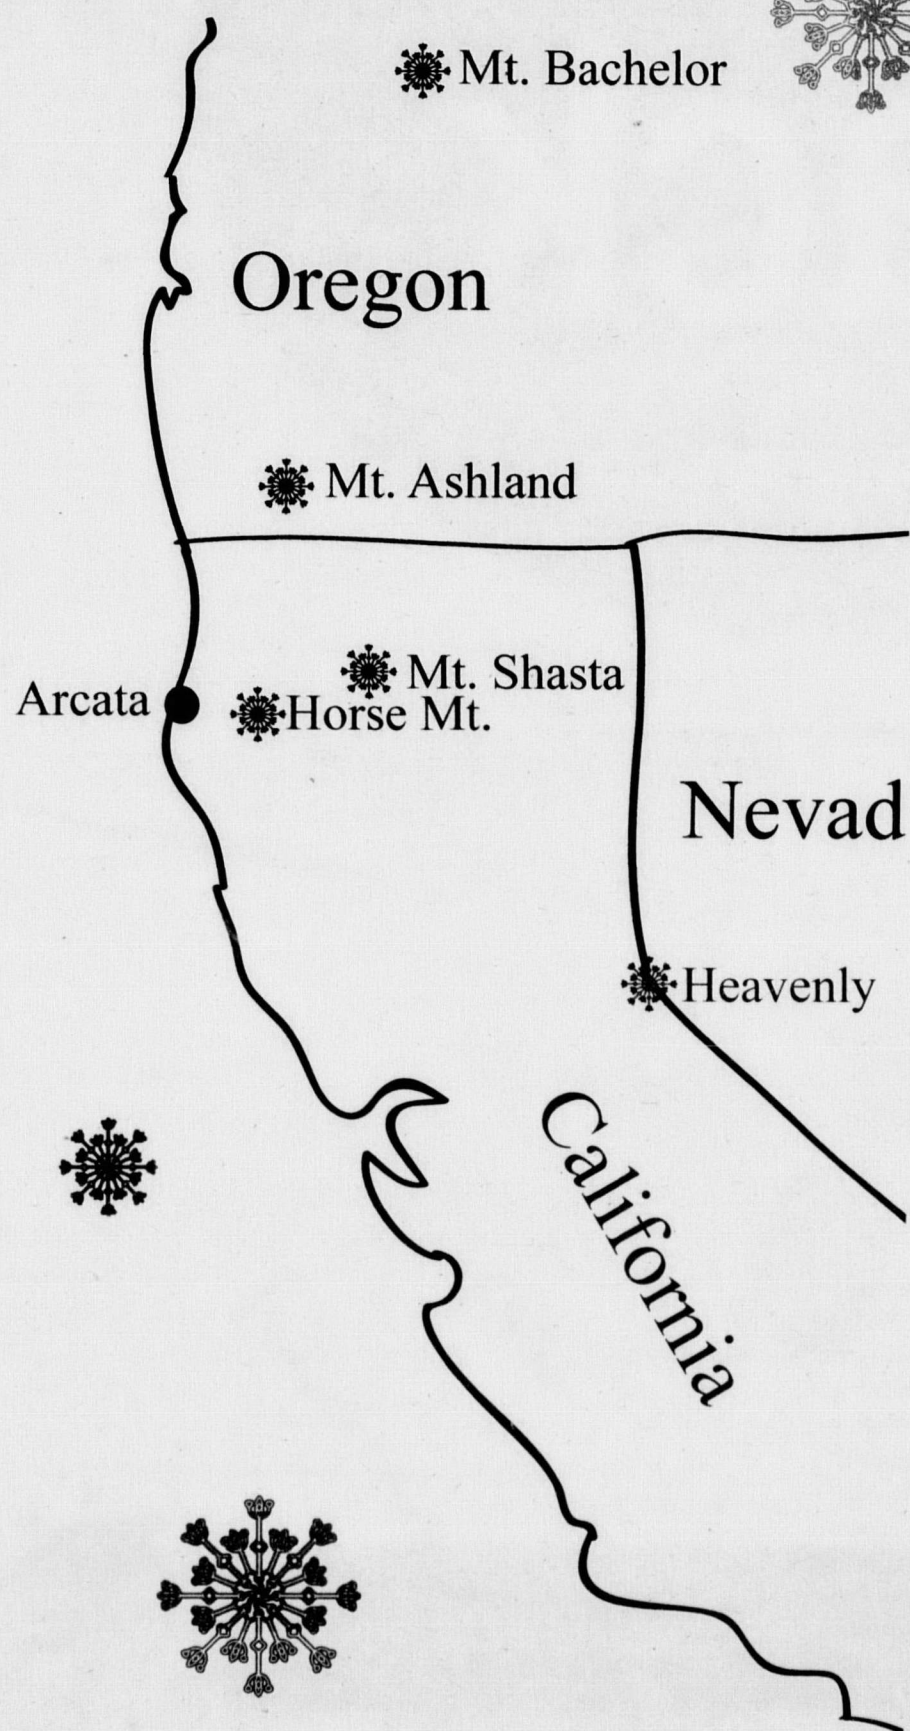 Mt. Bachelor
Oregon
Mt. Ashland
Mt. Shasta
Arcata
Horse Mt.
Nevad
Heavenly
California